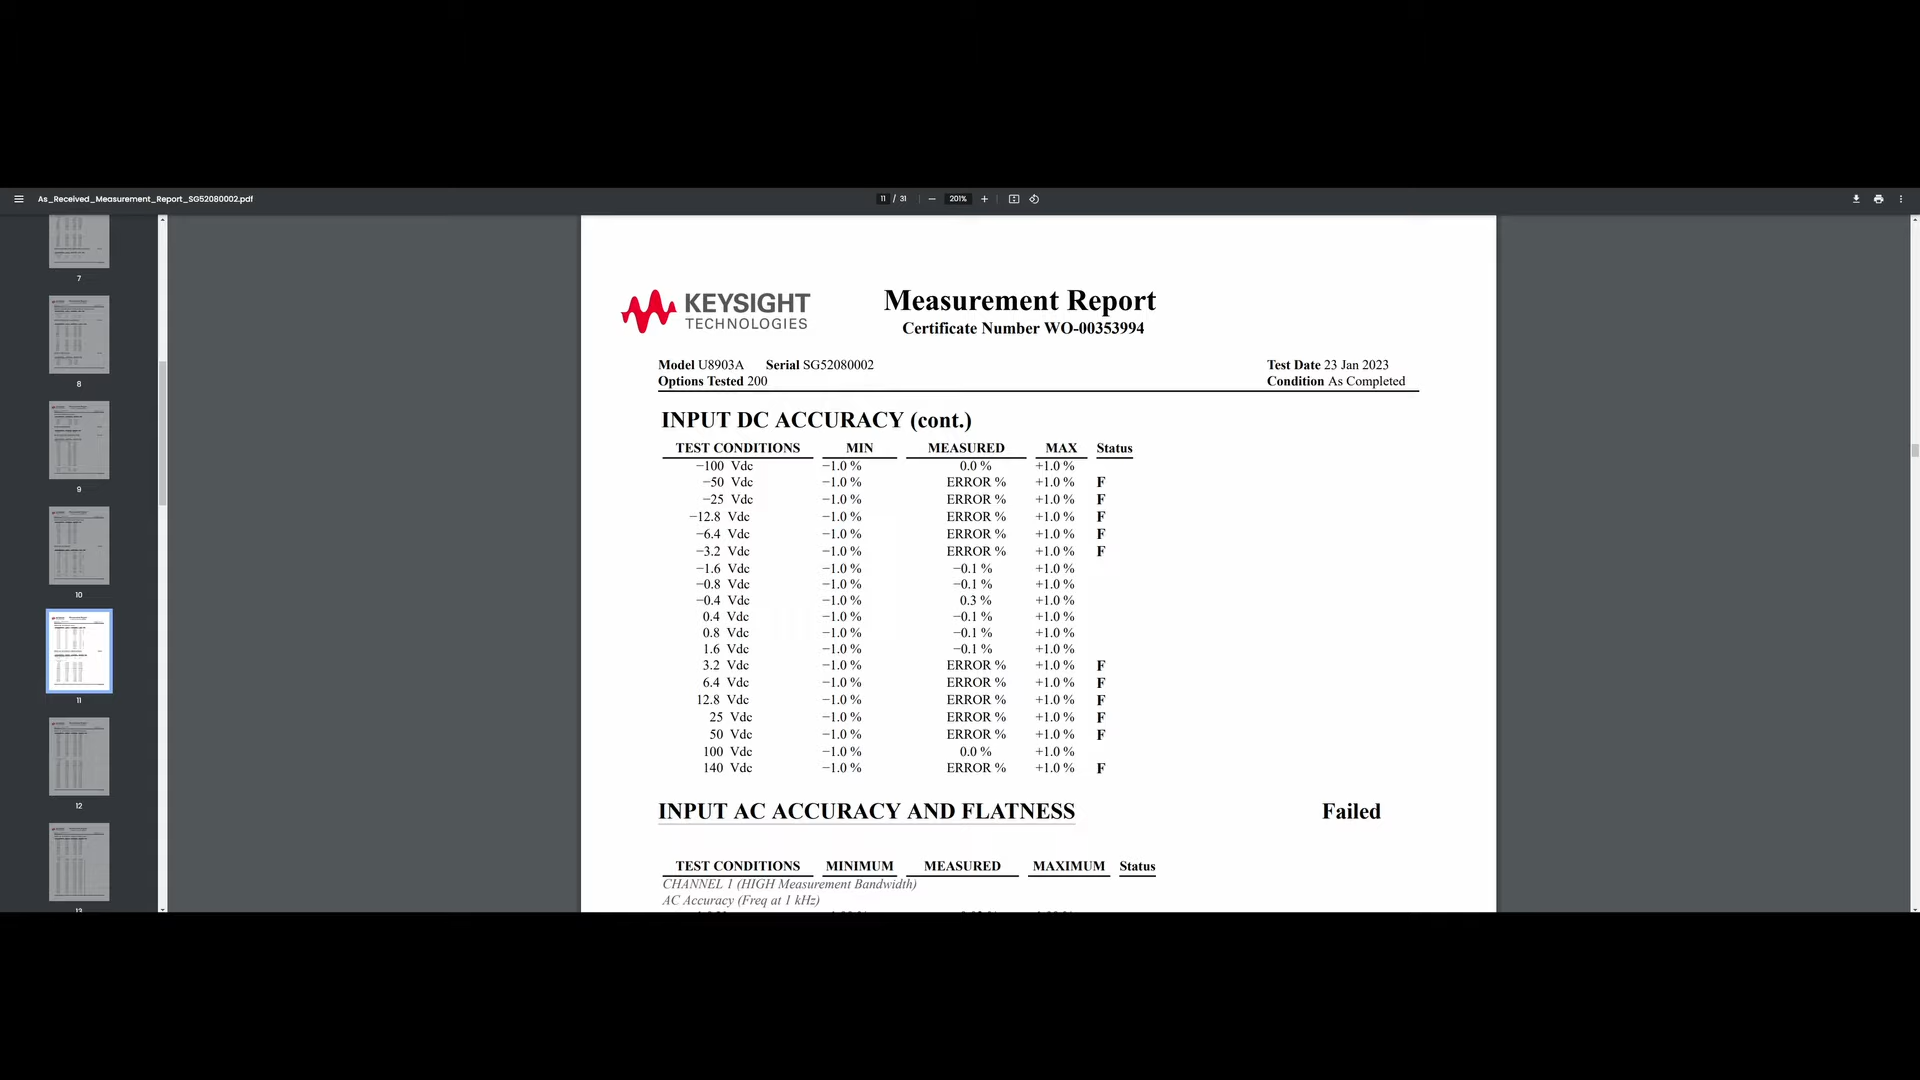 As_Received_Measurement_Report_SG52080002.pdf
11 / 31
201%
7
8
9
10
11
12
13
KEYSIGHT
TECHNOLOGIES
Measurement Report
Certificate Number WO-00353994
Model U8903A Serial SG52080002 Test Date 23 Jan 2023
Options Tested 200 Condition As Completed
INPUT DC ACCURACY (cont.)
TEST CONDITIONS MIN MEASURED MAX Status
−100 Vdc −1.0 % 0.0 % +1.0 %
−50 Vdc −1.0 % ERROR % +1.0 % F
−25 Vdc −1.0 % ERROR % +1.0 % F
−12.8 Vdc −1.0 % ERROR % +1.0 % F
−6.4 Vdc −1.0 % ERROR % +1.0 % F
−3.2 Vdc −1.0 % ERROR % +1.0 % F
−1.6 Vdc −1.0 % −0.1 % +1.0 %
−0.8 Vdc −1.0 % −0.1 % +1.0 %
−0.4 Vdc −1.0 % 0.3 % +1.0 %
0.4 Vdc −1.0 % −0.1 % +1.0 %
0.8 Vdc −1.0 % −0.1 % +1.0 %
1.6 Vdc −1.0 % −0.1 % +1.0 %
3.2 Vdc −1.0 % ERROR % +1.0 % F
6.4 Vdc −1.0 % ERROR % +1.0 % F
12.8 Vdc −1.0 % ERROR % +1.0 % F
25 Vdc −1.0 % ERROR % +1.0 % F
50 Vdc −1.0 % ERROR % +1.0 % F
100 Vdc −1.0 % 0.0 % +1.0 %
140 Vdc −1.0 % ERROR % +1.0 % F
INPUT AC ACCURACY AND FLATNESS Failed
TEST CONDITIONS MINIMUM MEASURED MAXIMUM Status
CHANNEL 1 (HIGH Measurement Bandwidth)
AC Accuracy (Freq at 1 kHz)